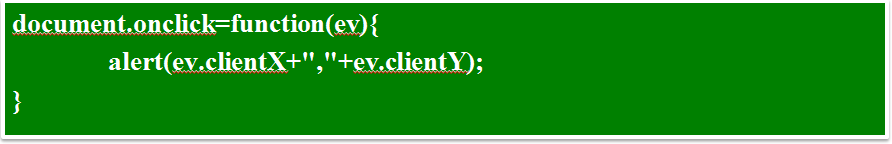 document.onclick=function(ev){
alert(ev.clientX+","+ev.clientY);
}